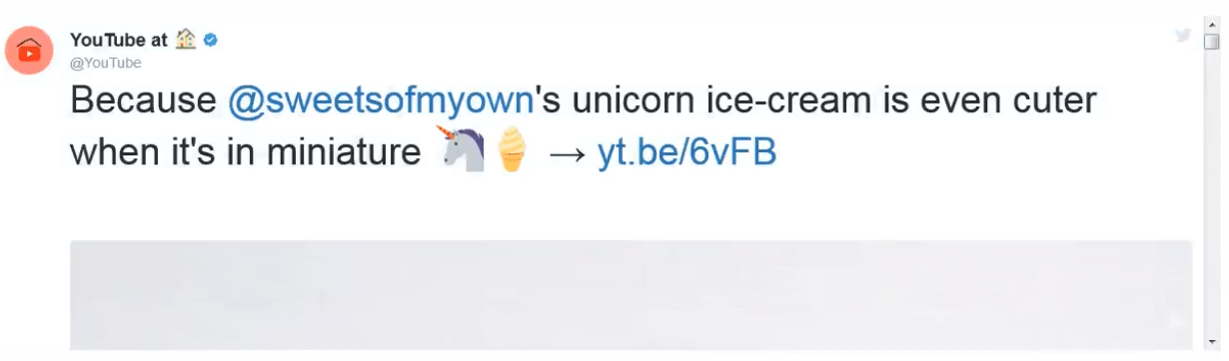 YouTube at 🏠
@YouTube
Because @sweetsofmyown's unicorn ice-cream is even cuter
when it's in miniature 🦄🍦 → yt.be/6vFB